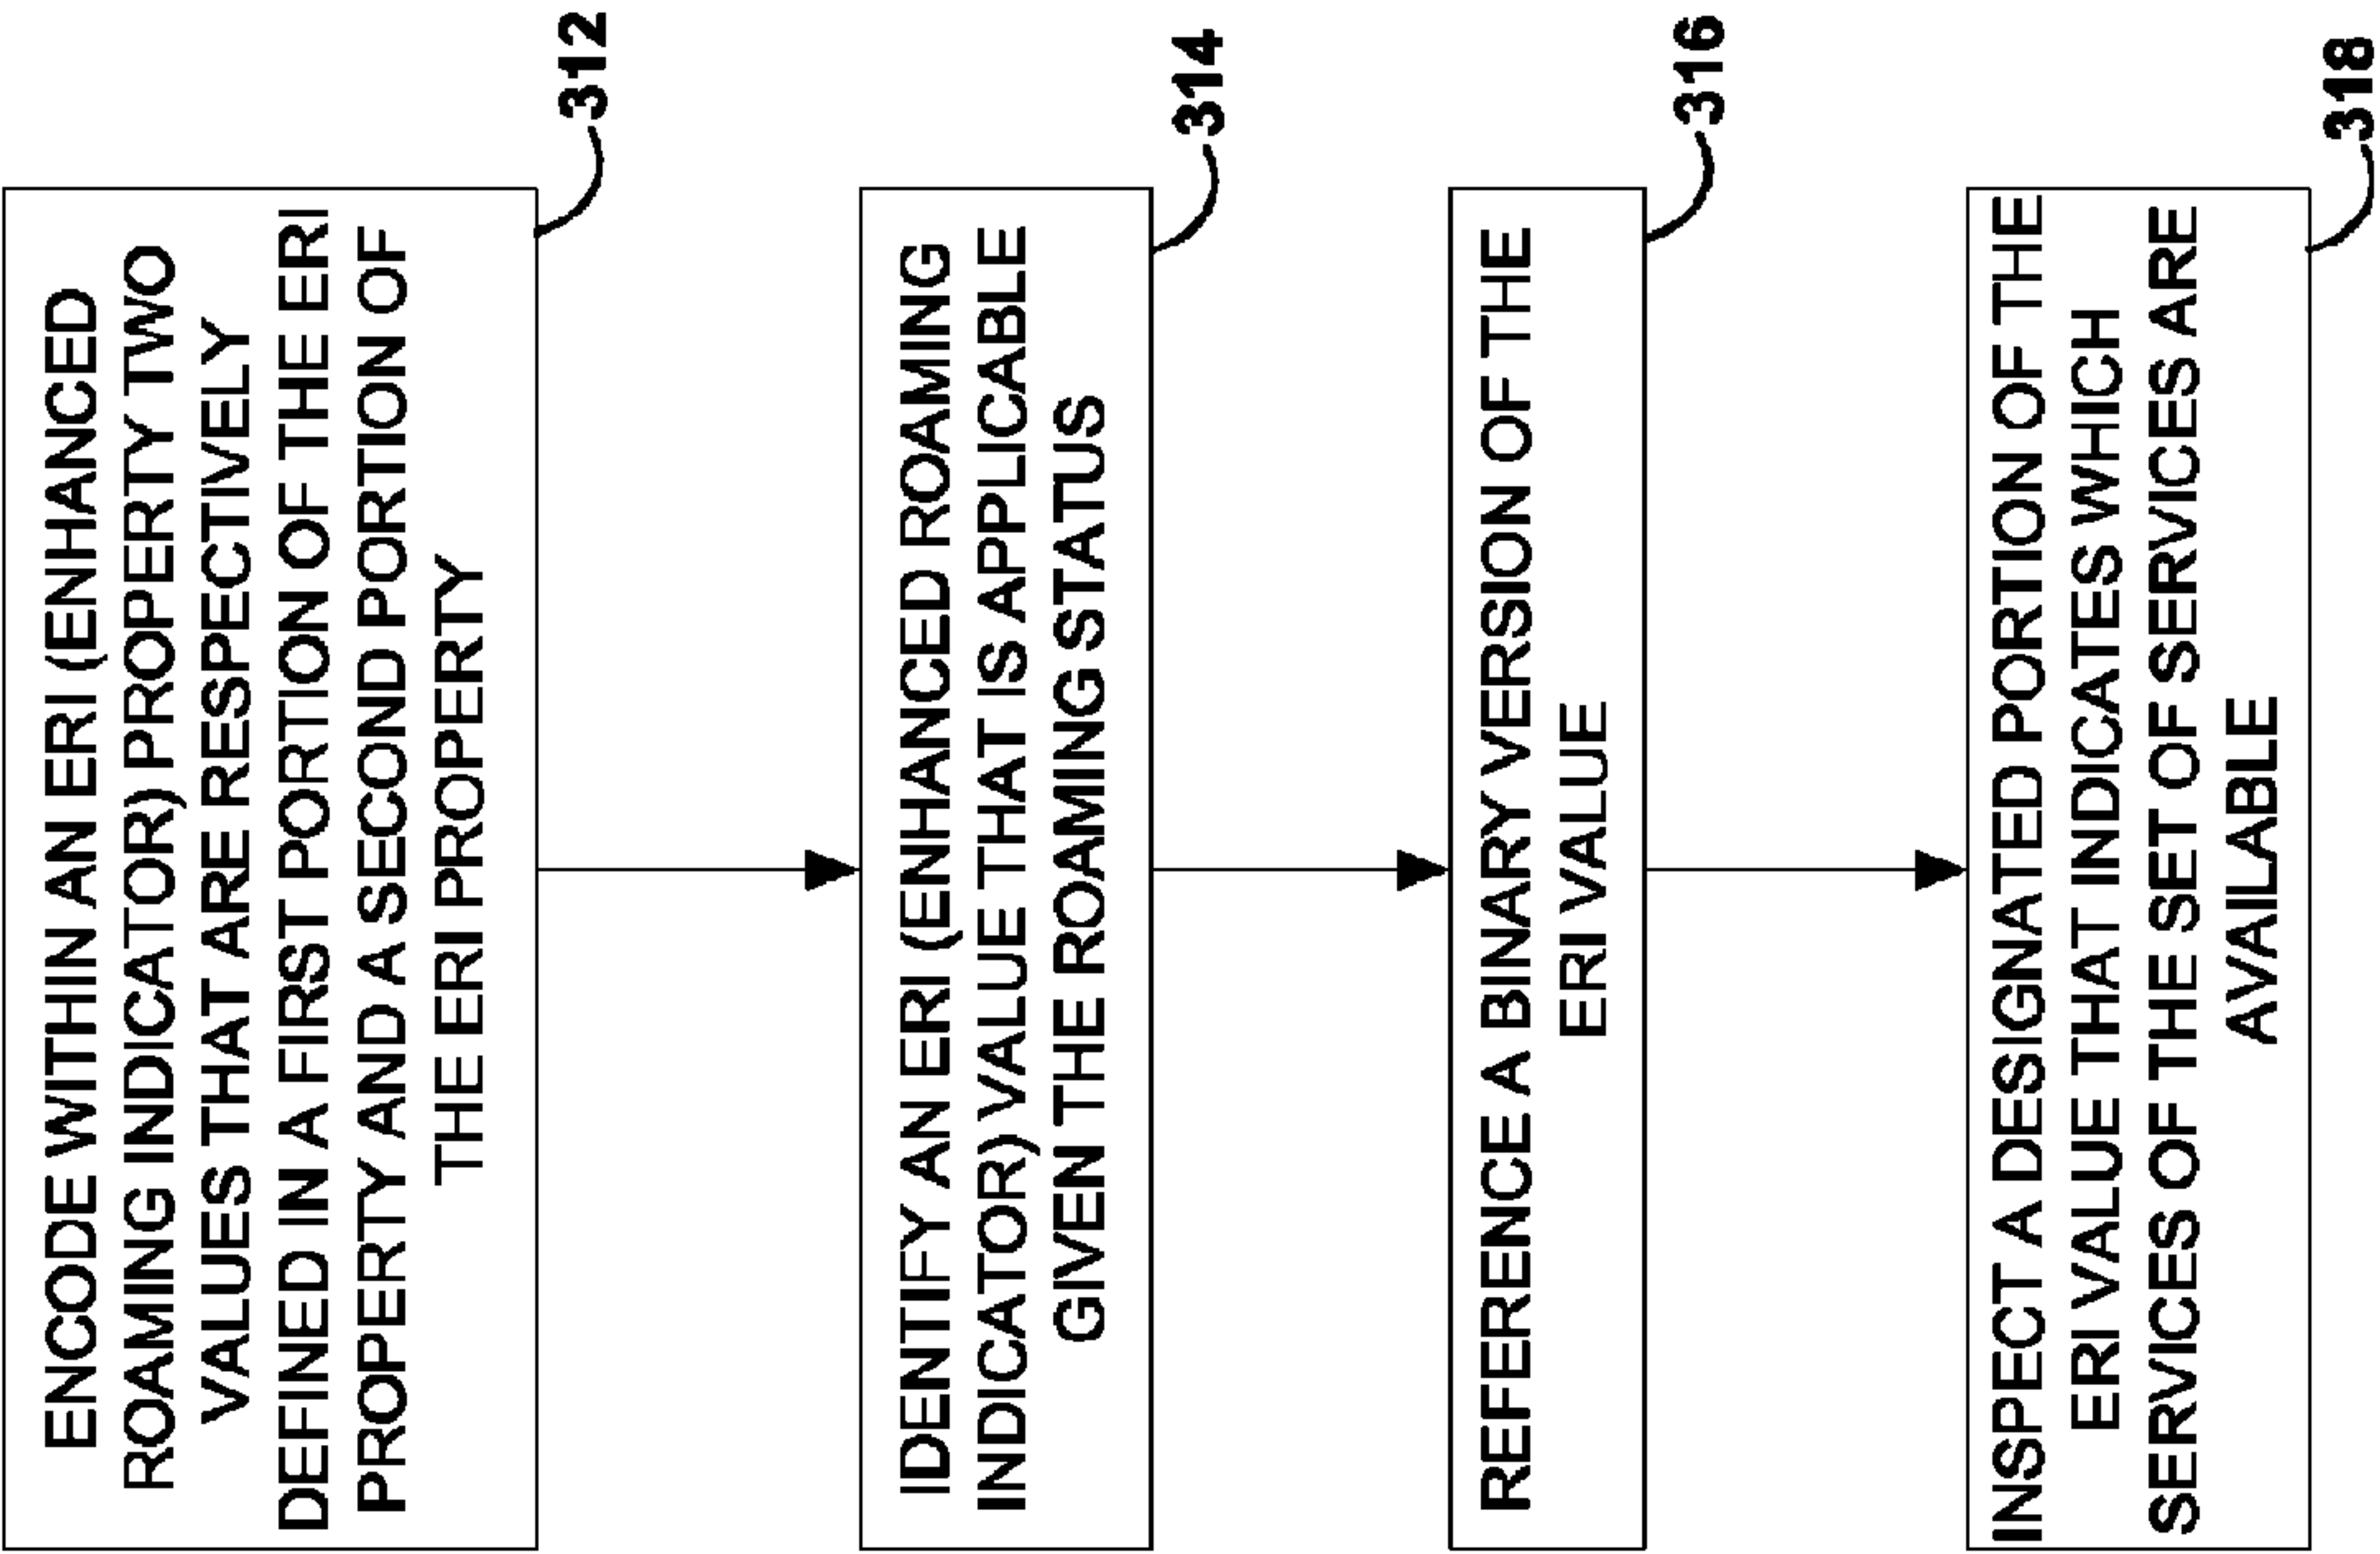 ENCODE WITHIN AN ERI (ENHANCED
ROAMING INDICATOR) PROPERTY TWO
VALUES THAT ARE RESPECTIVELY
DEFINED IN A FIRST PORTION OF THE ERI
PROPERTY AND A SECOND PORTION OF
THE ERI PROPERTY
312
IDENTIFY AN ERI (ENHANCED ROAMING
INDICATOR) VALUE THAT IS APPLICABLE
GIVEN THE ROAMING STATUS
314
REFERENCE A BINARY VERSION OF THE
ERI VALUE
316
INSPECT A DESIGNATED PORTION OF THE
ERI VALUE THAT INDICATES WHICH
SERVICES OF THE SET OF SERVICES ARE
AVAILABLE
318